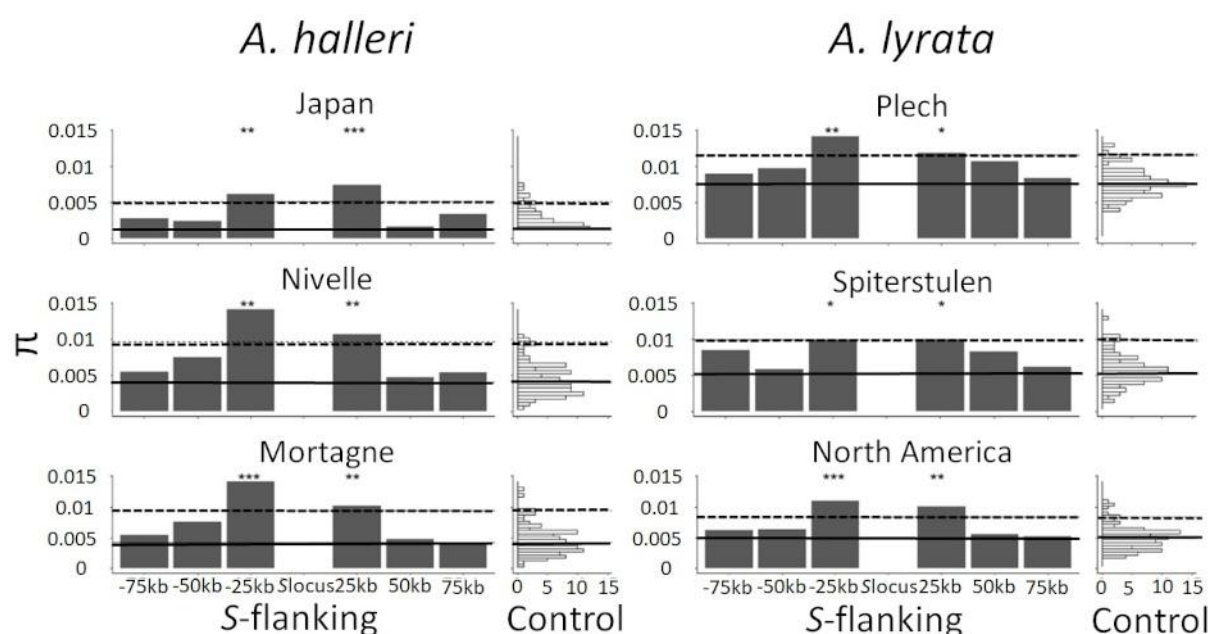 A. halleri
A. lyrata
Japan
Plech
** ***
** *
0.015
0.01
0.005
0
0.015
0.01
0.005
0
Nivelle
Spiterstulen
** **
* *
0.015
0.01
0.005
0
0.015
0.01
0.005
0
π
Mortagne
North America
*** **
*** **
0.015
0.01
0.005
0
0.015
0.01
0.005
0
-75kb -50kb -25kb Slocus 25kb 50kb 75kb
0 5 10 15
-75kb -50kb -25kb Slocus 25kb 50kb 75kb
0 5 10 15
S-flanking Control S-flanking Control